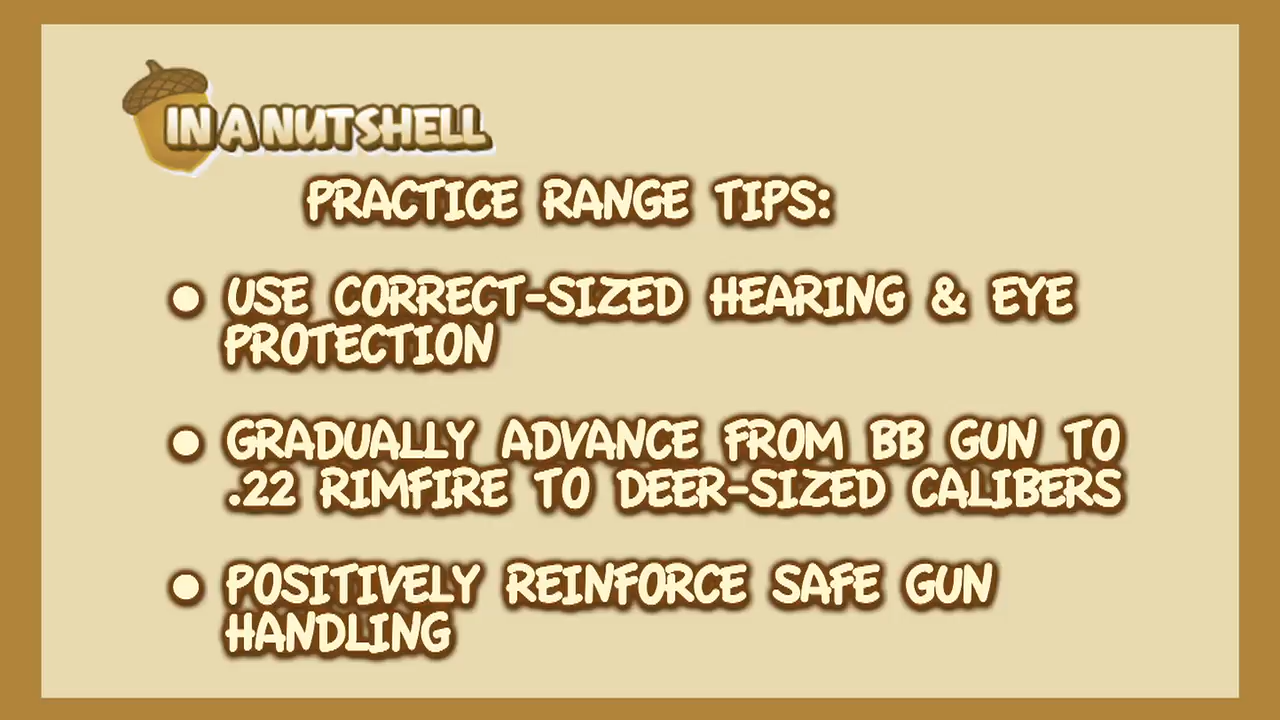 IN A NUTSHELL
PRACTICE RANGE TIPS:
• USE CORRECT-SIZED HEARING & EYE
PROTECTION
• GRADUALLY ADVANCE FROM BB GUN TO
.22 RIMFIRE TO DEER-SIZED CALIBERS
• POSITIVELY REINFORCE SAFE GUN
HANDLING